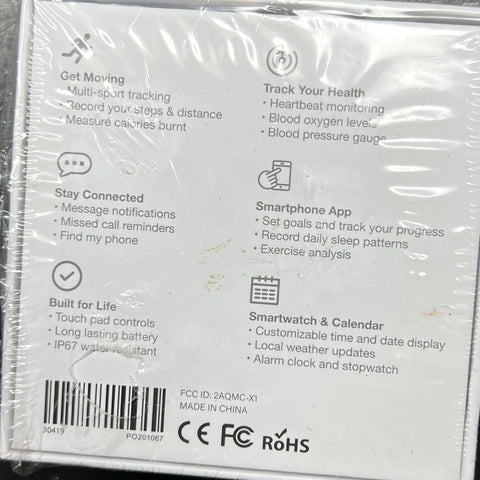 Get Moving
• Multi-sport tracking
• Record your steps & distance
• Measure calories burnt
Track Your Health
• Heartbeat monitoring
• Blood oxygen levels
• Blood pressure gauge
Stay Connected
• Message notifications
• Missed call reminders
• Find my phone
Smartphone App
• Set goals and track your progress
• Record daily sleep patterns
• Exercise analysis
Built for Life
• Touch pad controls
• Long lasting battery
• IP67 water resistant
Smartwatch & Calendar
• Customizable time and date display
• Local weather updates
• Alarm clock and stopwatch
30419
PO201067
FCC ID: 2AQMC-X1
MADE IN CHINA
CE FC RoHS